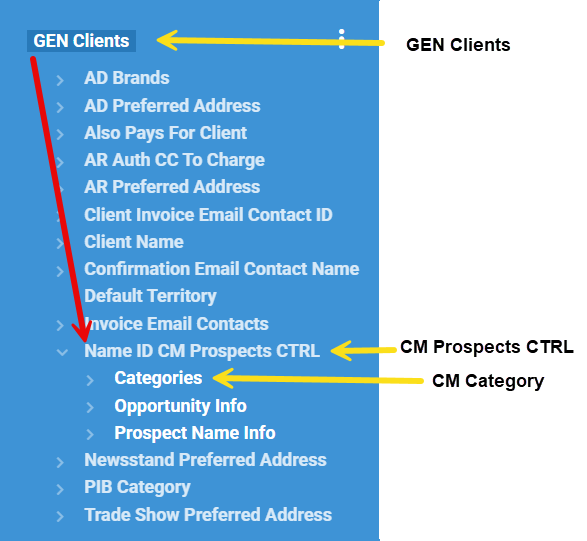 GEN Clients
GEN Clients
AD Brands
AD Preferred Address
Also Pays For Client
AR Auth CC To Charge
AR Preferred Address
Client Invoice Email Contact ID
Client Name
Confirmation Email Contact Name
Default Territory
Invoice Email Contacts
Name ID CM Prospects CTRL
CM Prospects CTRL
Categories
CM Category
Opportunity Info
Prospect Name Info
Newsstand Preferred Address
PIB Category
Trade Show Preferred Address